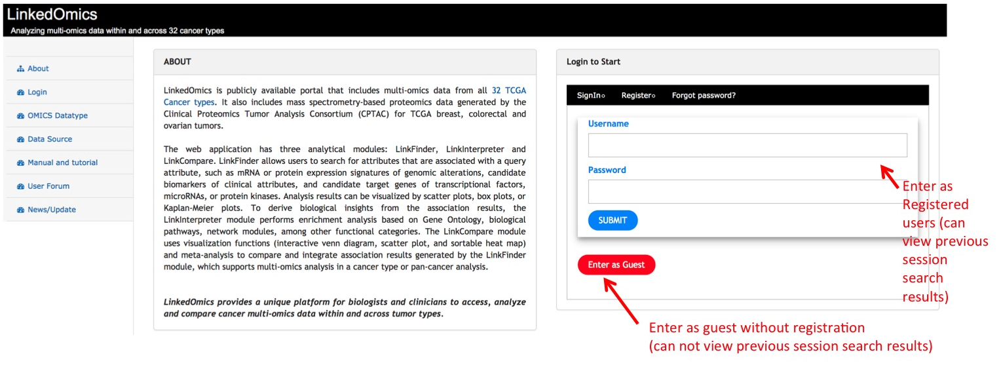 LinkedOmics
Analyzing multi-omics data within and across 32 cancer types
About
Login
OMICS Datatype
Data Source
Manual and tutorial
User Forum
News/Update
ABOUT
LinkedOmics is publicly available portal that includes multi-omics data from all 32 TCGA
Cancer types. It also includes mass spectrometry-based proteomics data generated by the
Clinical Proteomics Tumor Analysis Consortium (CPTAC) for TCGA breast, colorectal and
ovarian tumors.
The web application has three analytical modules: LinkFinder, LinkInterpreter and
LinkCompare. LinkFinder allows users to search for attributes that are associated with a query
attribute, such as mRNA or protein expression signatures of genomic alterations, candidate
biomarkers of clinical attributes, and candidate target genes of transcriptional factors,
microRNAs, or protein kinases. Analysis results can be visualized by scatter plots, box plots, or
Kaplan-Meier plots. To derive biological insights from the association results, the
LinkInterpreter module performs enrichment analysis based on Gene Ontology, biological
pathways, network modules, among other functional categories. The LinkCompare module
uses visualization functions (interactive venn diagram, scatter plot, and sortable heat map)
and meta-analysis to compare and integrate association results generated by the LinkFinder
module, which supports multi-omics analysis in a cancer type or pan-cancer analysis.
LinkedOmics provides a unique platform for biologists and clinicians to access, analyze
and compare cancer multi-omics data within and across tumor types.
Login to Start
SignIn Register Forgot password?
Username
Password
SUBMIT
Enter as Guest
Enter as
Registered
users (can
view previous
session
search
results)
Enter as guest without registration
(can not view previous session search results)